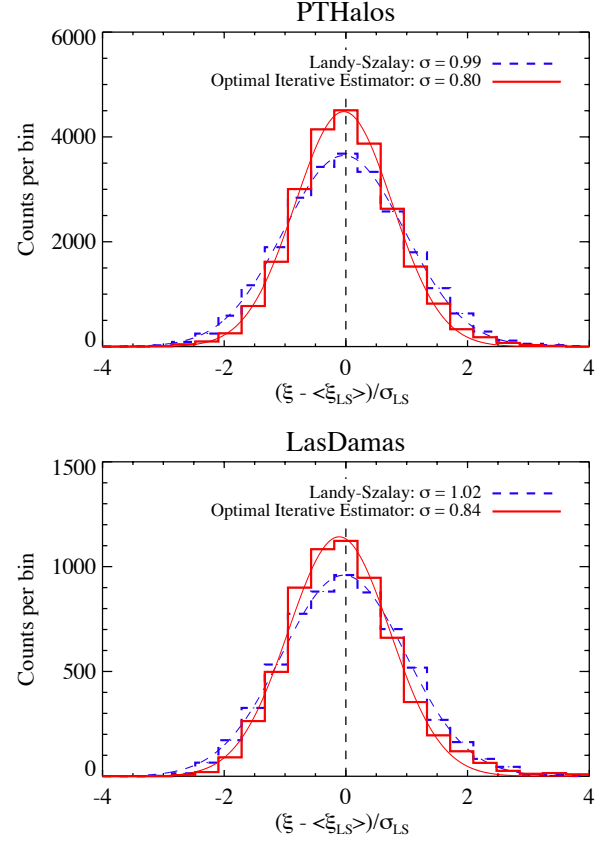 PTHalos
6000
Landy-Szalay: σ = 0.99
Optimal Iterative Estimator: σ = 0.80
4000
Counts per bin
2000
0
-4 -2 0 2 4
(ξ - <ξLS>)/σLS
LasDamas
1500
Landy-Szalay: σ = 1.02
Optimal Iterative Estimator: σ = 0.84
1000
Counts per bin
500
0
-4 -2 0 2 4
(ξ - <ξLS>)/σLS